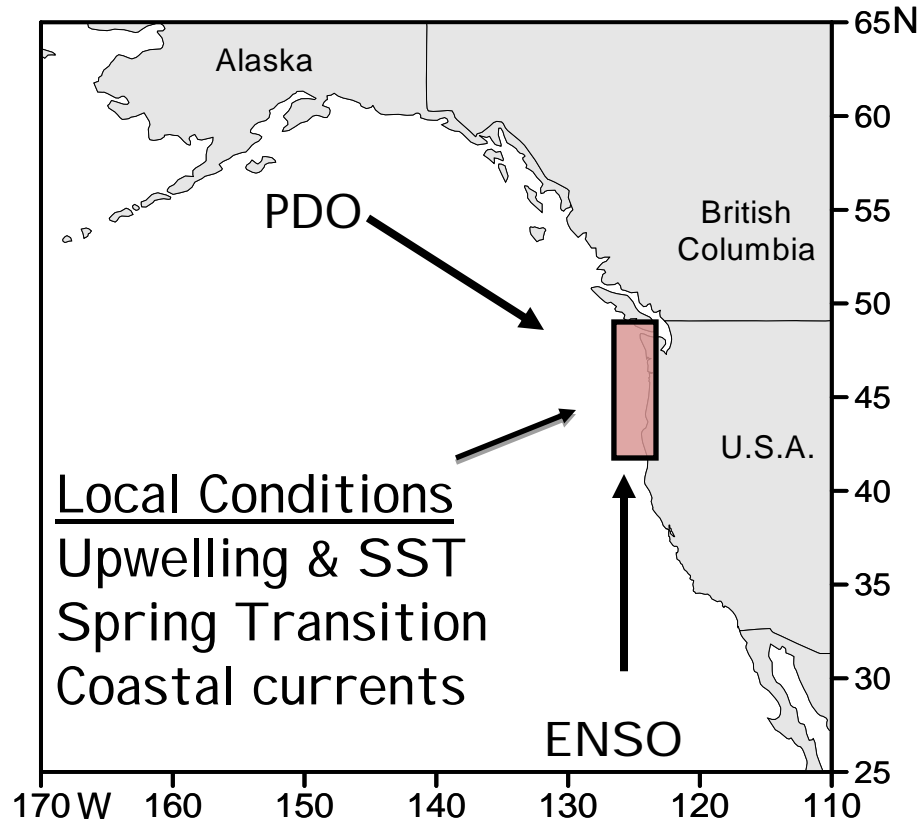 65N
Alaska
60
PDO
55
British
Columbia
50
45
U.S.A.
Local Conditions
40
Upwelling & SST
35
Spring Transition
Coastal currents
30
ENSO
25
170 W 160 150 140 130 120 110